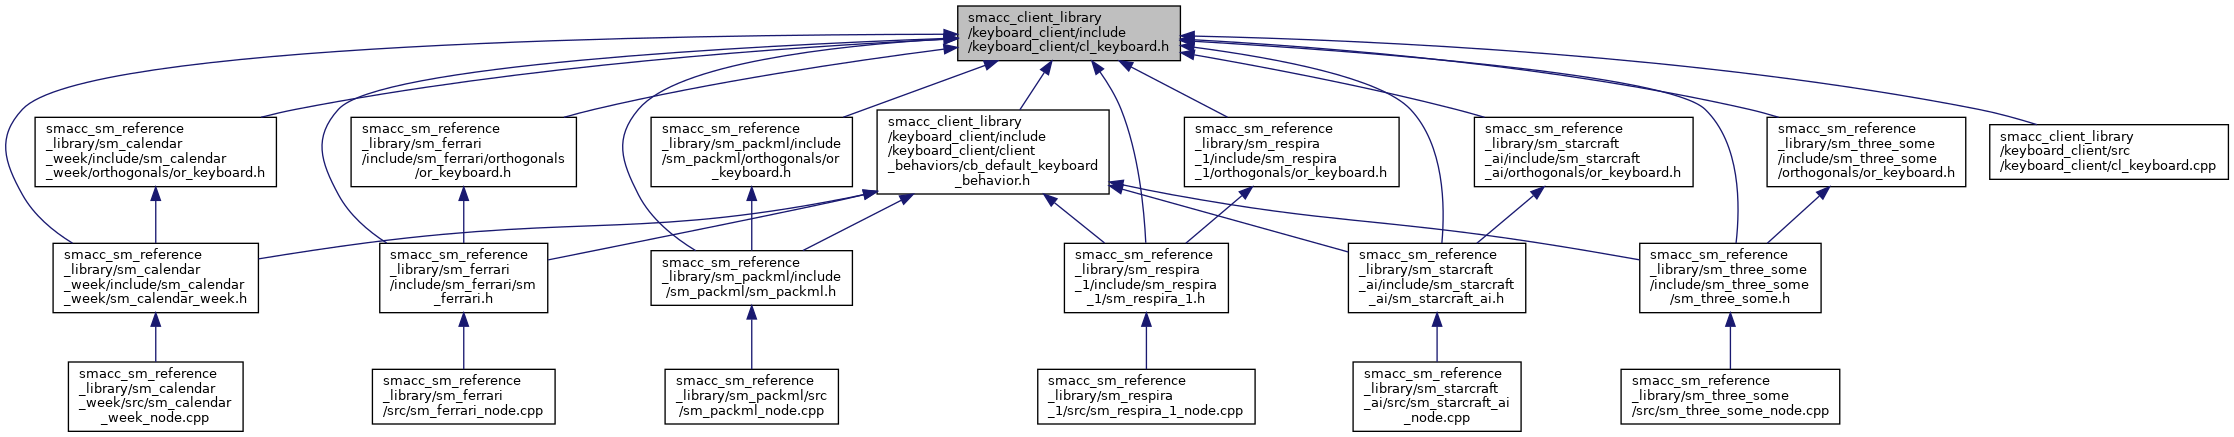 smacc_client_library
/keyboard_client/include
/keyboard_client/cl_keyboard.h
smacc_sm_reference
_library/sm_calendar
_week/include/sm_calendar
_week/orthogonals/or_keyboard.h
smacc_sm_reference
_library/sm_ferrari
/include/sm_ferrari/orthogonals
/or_keyboard.h
smacc_sm_reference
_library/sm_packml/include
/sm_packml/orthogonals/or
_keyboard.h
smacc_client_library
/keyboard_client/include
/keyboard_client/client
_behaviors/cb_default_keyboard
_behavior.h
smacc_sm_reference
_library/sm_respira
_1/include/sm_respira
_1/orthogonals/or_keyboard.h
smacc_sm_reference
_library/sm_starcraft
_ai/include/sm_starcraft
_ai/orthogonals/or_keyboard.h
smacc_sm_reference
_library/sm_three_some
/include/sm_three_some
/orthogonals/or_keyboard.h
smacc_client_library
/keyboard_client/src
/keyboard_client/cl_keyboard.cpp
smacc_sm_reference
_library/sm_calendar
_week/include/sm_calendar
_week/sm_calendar_week.h
smacc_sm_reference
_library/sm_ferrari
/include/sm_ferrari/sm
_ferrari.h
smacc_sm_reference
_library/sm_packml/include
/sm_packml/sm_packml.h
smacc_sm_reference
_library/sm_respira
_1/include/sm_respira
_1/sm_respira_1.h
smacc_sm_reference
_library/sm_starcraft
_ai/include/sm_starcraft
_ai/sm_starcraft_ai.h
smacc_sm_reference
_library/sm_three_some
/include/sm_three_some
/sm_three_some.h
smacc_sm_reference
_library/sm_calendar
_week/src/sm_calendar
_week_node.cpp
smacc_sm_reference
_library/sm_ferrari
/src/sm_ferrari_node.cpp
smacc_sm_reference
_library/sm_packml/src
/sm_packml_node.cpp
smacc_sm_reference
_library/sm_respira
_1/src/sm_respira_1_node.cpp
smacc_sm_reference
_library/sm_starcraft
_ai/src/sm_starcraft_ai
_node.cpp
smacc_sm_reference
_library/sm_three_some
/src/sm_three_some_node.cpp